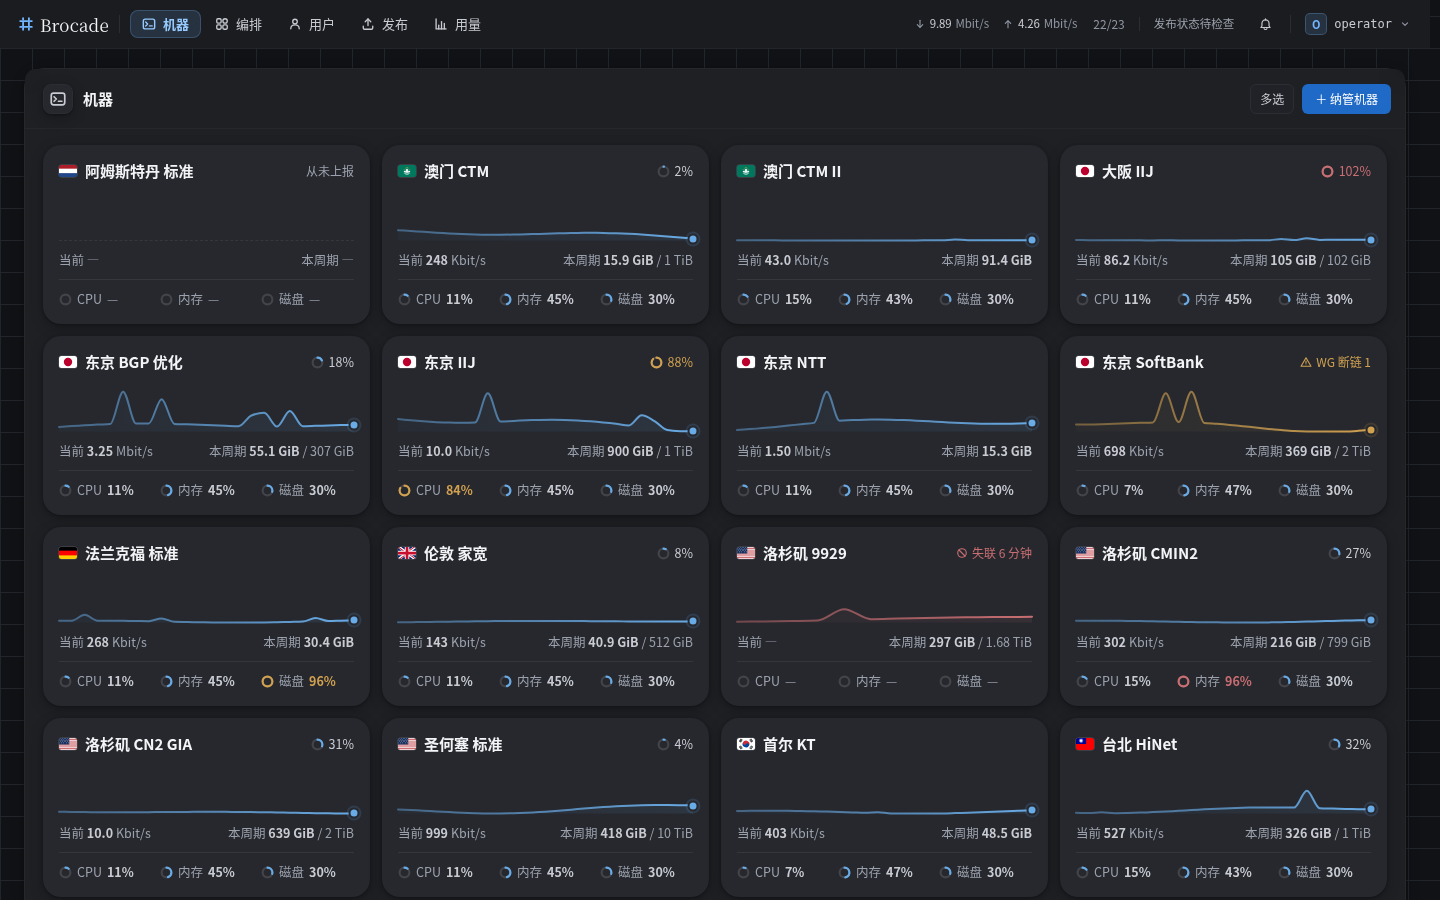 Brocade 机器 编排 用户 发布 用量 ↓ 9.89 Mbit/s ↑ 4.26 Mbit/s 22/23 发布状态待检查 O operator
机器 多选 + 纳管机器
阿姆斯特丹 标准 从未上报
当前 — 本周期 —
CPU — 内存 — 磁盘 —
澳门 CTM 2%
当前 248 Kbit/s 本周期 15.9 GiB / 1 TiB
CPU 11% 内存 45% 磁盘 30%
澳门 CTM II
当前 43.0 Kbit/s 本周期 91.4 GiB
CPU 15% 内存 43% 磁盘 30%
大阪 IIJ 102%
当前 86.2 Kbit/s 本周期 105 GiB / 102 GiB
CPU 11% 内存 45% 磁盘 30%
东京 BGP 优化 18%
当前 3.25 Mbit/s 本周期 55.1 GiB / 307 GiB
CPU 11% 内存 45% 磁盘 30%
东京 IIJ 88%
当前 10.0 Kbit/s 本周期 900 GiB / 1 TiB
CPU 84% 内存 45% 磁盘 30%
东京 NTT
当前 1.50 Mbit/s 本周期 15.3 GiB
CPU 11% 内存 45% 磁盘 30%
东京 SoftBank WG 断链 1
当前 698 Kbit/s 本周期 369 GiB / 2 TiB
CPU 7% 内存 47% 磁盘 30%
法兰克福 标准
当前 268 Kbit/s 本周期 30.4 GiB
CPU 11% 内存 45% 磁盘 96%
伦敦 家宽 8%
当前 143 Kbit/s 本周期 40.9 GiB / 512 GiB
CPU 11% 内存 45% 磁盘 30%
洛杉矶 9929 失联 6 分钟
当前 — 本周期 297 GiB / 1.68 TiB
CPU — 内存 — 磁盘 —
洛杉矶 CMIN2 27%
当前 302 Kbit/s 本周期 216 GiB / 799 GiB
CPU 15% 内存 96% 磁盘 30%
洛杉矶 CN2 GIA 31%
当前 10.0 Kbit/s 本周期 639 GiB / 2 TiB
CPU 11% 内存 45% 磁盘 30%
圣何塞 标准 4%
当前 999 Kbit/s 本周期 418 GiB / 10 TiB
CPU 11% 内存 45% 磁盘 30%
首尔 KT
当前 403 Kbit/s 本周期 48.5 GiB
CPU 7% 内存 47% 磁盘 30%
台北 HiNet 32%
当前 527 Kbit/s 本周期 326 GiB / 1 TiB
CPU 15% 内存 43% 磁盘 30%